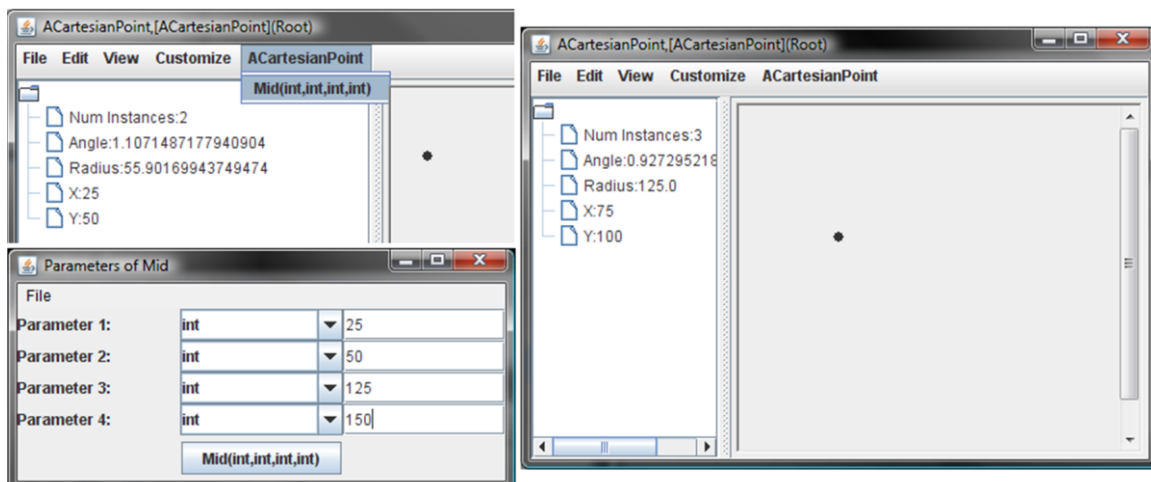 ACartesianPoint,[ACartesianPoint](Root)
File Edit View Customize ACartesianPoint
Mid(int,int,int,int)
Num Instances:2
Angle:1.1071487177940904
Radius:55.90169943749474
X:25
Y:50
Parameters of Mid
File
Parameter 1: int 25
Parameter 2: int 50
Parameter 3: int 125
Parameter 4: int 150
Mid(int,int,int,int)
ACartesianPoint,[ACartesianPoint](Root)
File Edit View Customize ACartesianPoint
Num Instances:3
Angle:0.927295218
Radius:125.0
X:75
Y:100